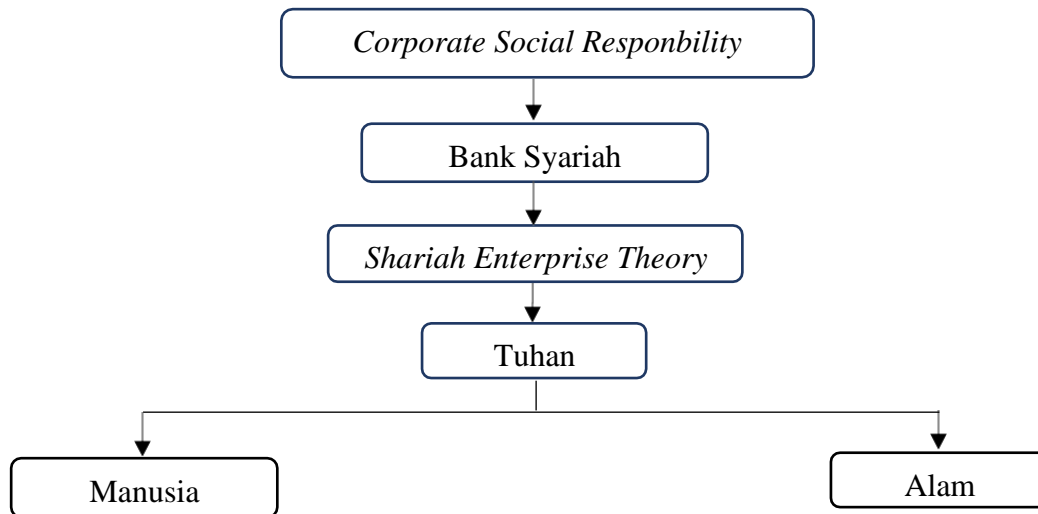 Corporate Social Responbility
Bank Syariah
Shariah Enterprise Theory
Tuhan
Manusia
Alam